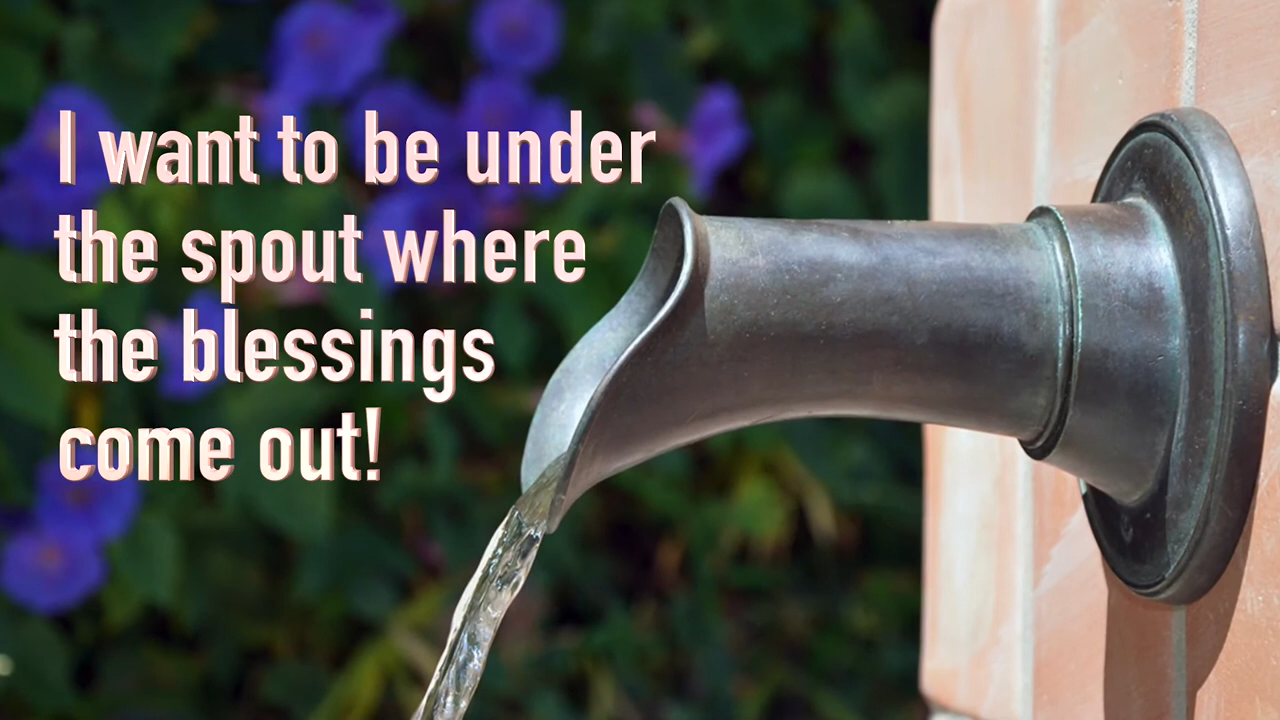 I want to be under
the spout where
the blessings
come out!